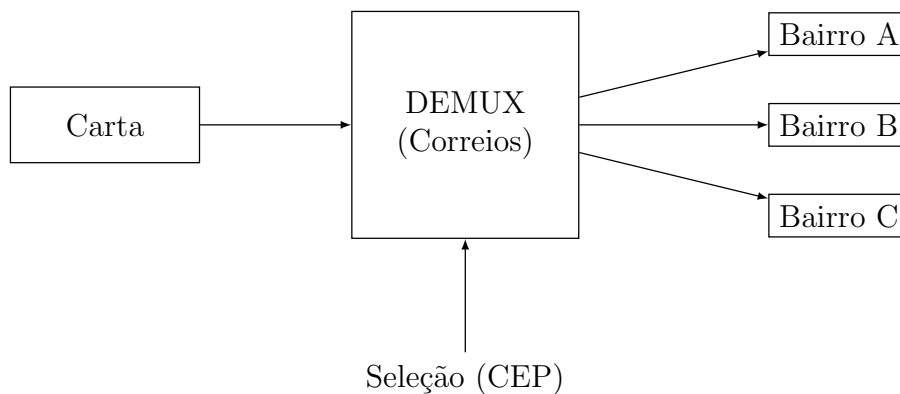 Bairro A
Carta
DEMUX
(Correios)
Bairro B
Bairro C
Seleção (CEP)